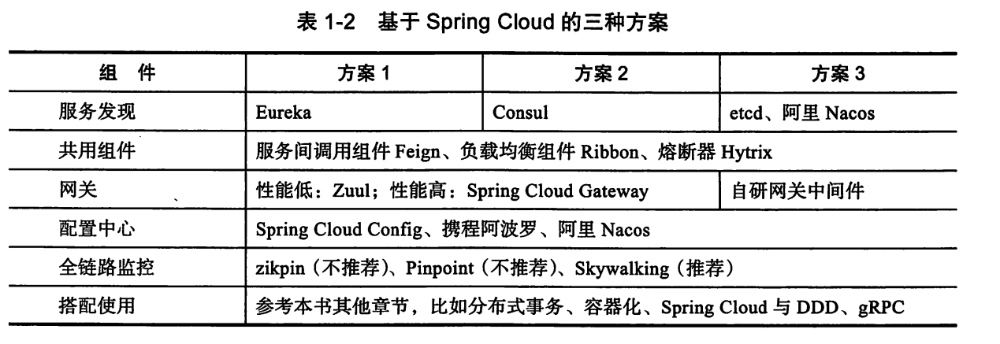 表 1-2 基于 Spring Cloud 的三种方案
组 件 方案 1 方案 2 方案 3
服务发现 Eureka Consul etcd、阿里 Nacos
共用组件 服务间调用组件 Feign、负载均衡组件 Ribbon、熔断器 Hytrix
网关 性能低：Zuul；性能高：Spring Cloud Gateway 自研网关中间件
配置中心 Spring Cloud Config、携程阿波罗、阿里 Nacos
全链路监控 zikpin（不推荐）、Pinpoint（不推荐）、Skywalking（推荐）
搭配使用 参考本书其他章节，比如分布式事务、容器化、Spring Cloud 与 DDD、gRPC